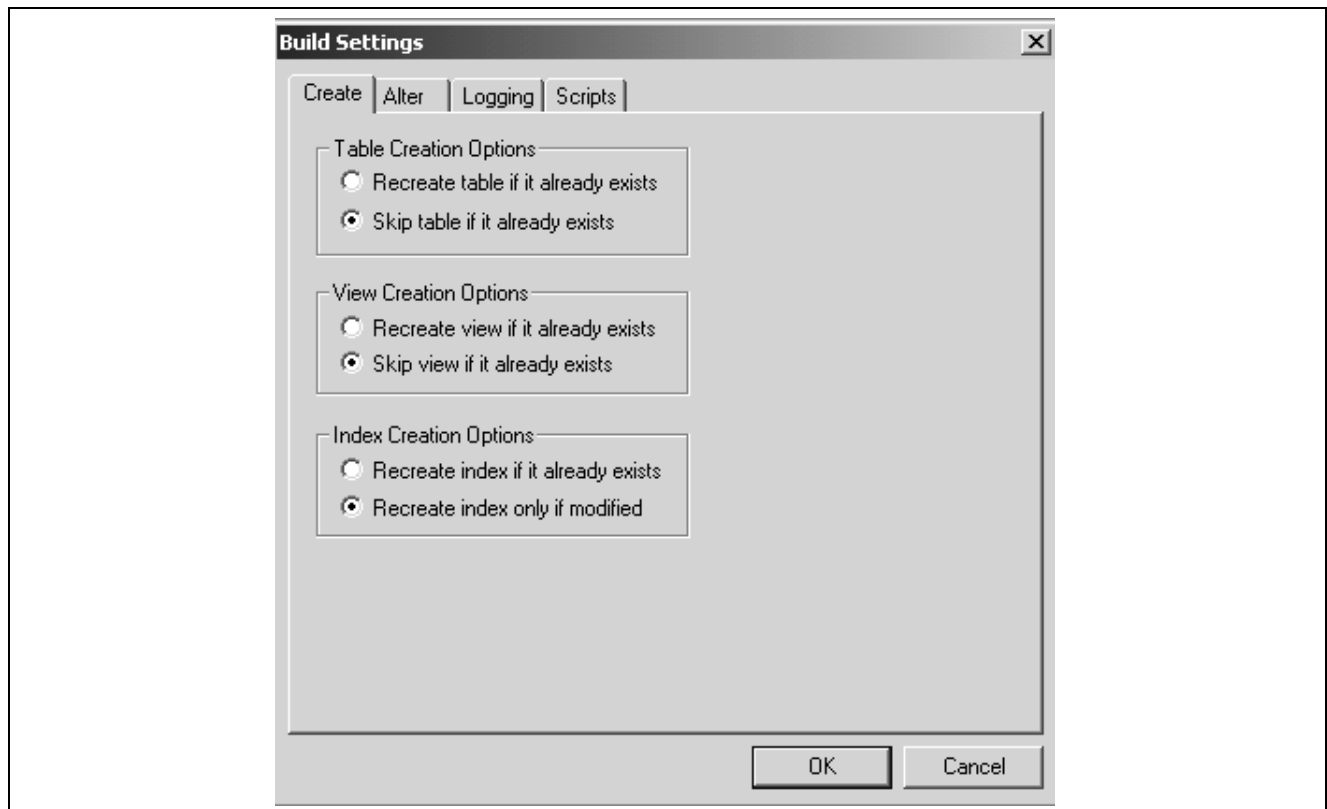 Build Settings
Create Alter Logging Scripts
Table Creation Options
Recreate table if it already exists
Skip table if it already exists
View Creation Options
Recreate view if it already exists
Skip view if it already exists
Index Creation Options
Recreate index if it already exists
Recreate index only if modified
OK Cancel